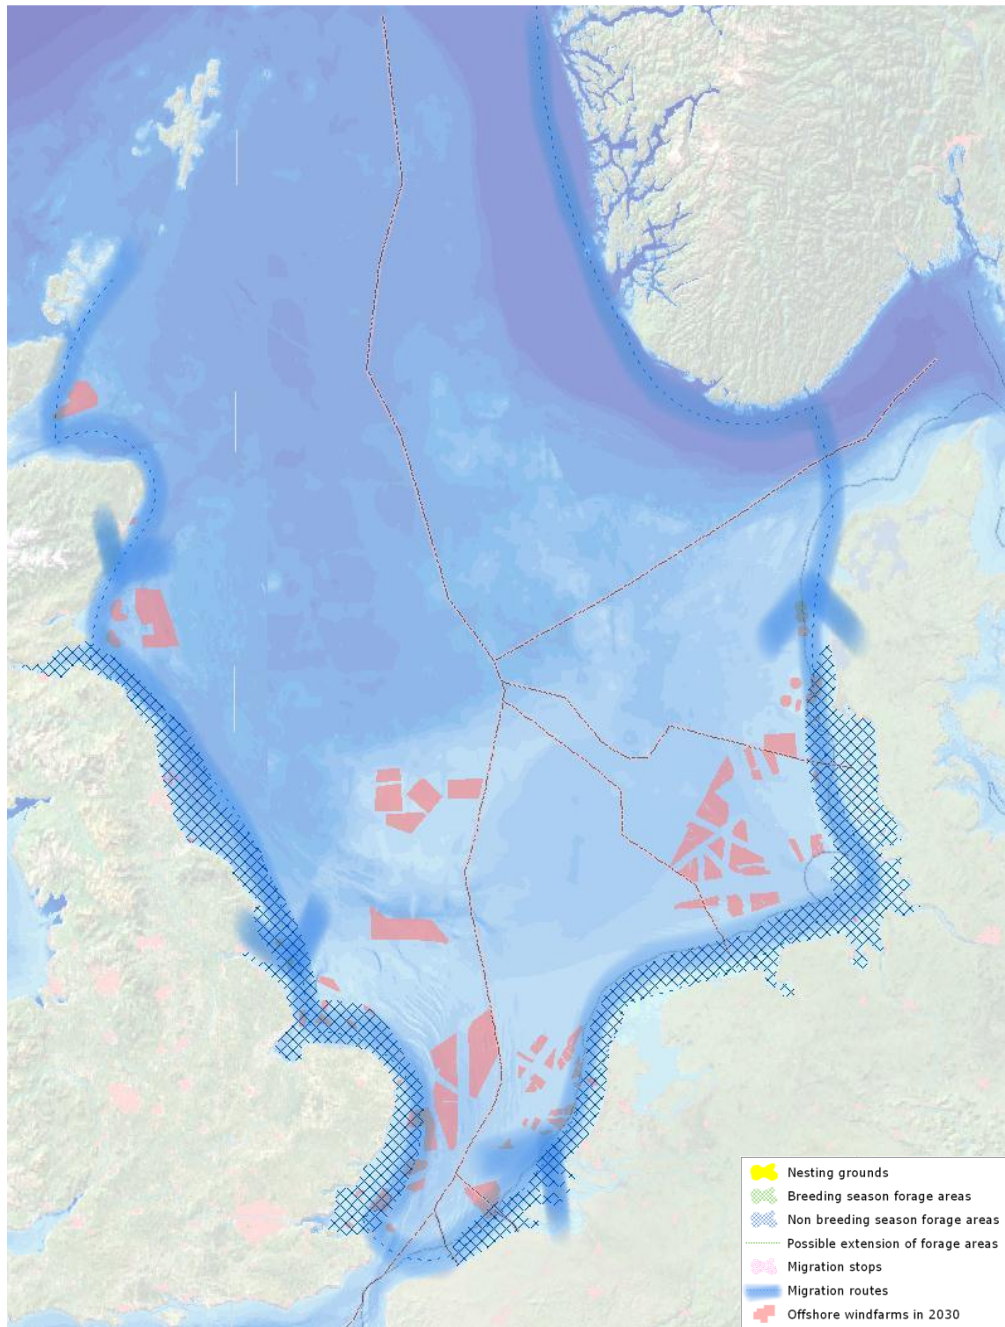 Nesting grounds
Breeding season forage areas
Non breeding season forage areas
Possible extension of forage areas
Migration stops
Migration routes
Offshore windfarms in 2030